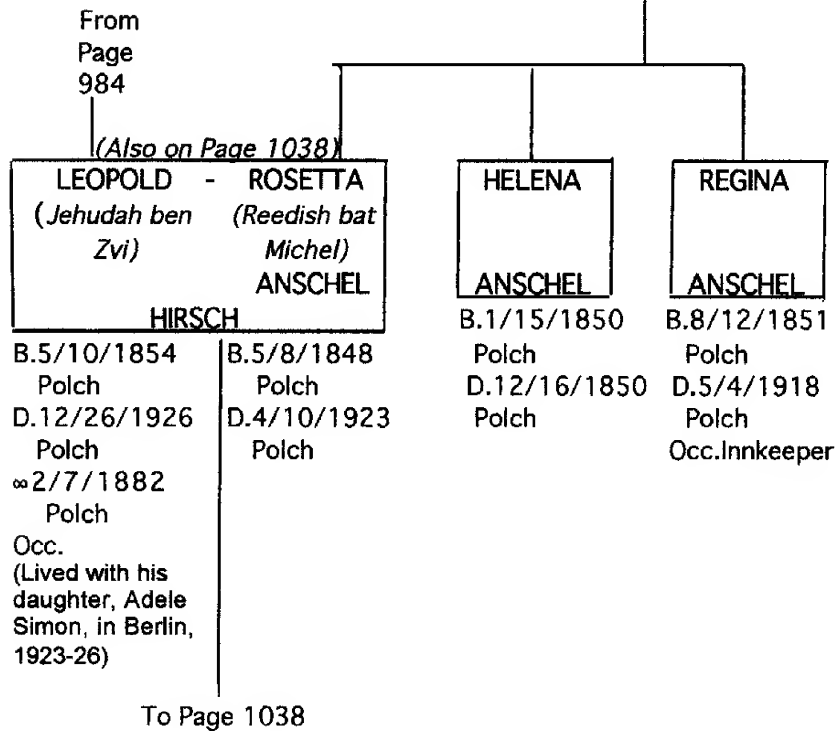 From
Page
984
(Also on Page 1038)
LEOPOLD - ROSETTA
(Jehudah ben (Reedish bat
Zvi) Michel)
ANSCHEL
HIRSCH
B.5/10/1854 B.5/8/1848
Polch Polch
D.12/26/1926 D.4/10/1923
Polch Polch
∞2/7/1882
Polch
Occ.
(Lived with his
daughter, Adele
Simon, in Berlin,
1923-26)
To Page 1038
HELENA
ANSCHEL
B.1/15/1850
Polch
D.12/16/1850
Polch
REGINA
ANSCHEL
B.8/12/1851
Polch
D.5/4/1918
Polch
Occ.Innkeeper